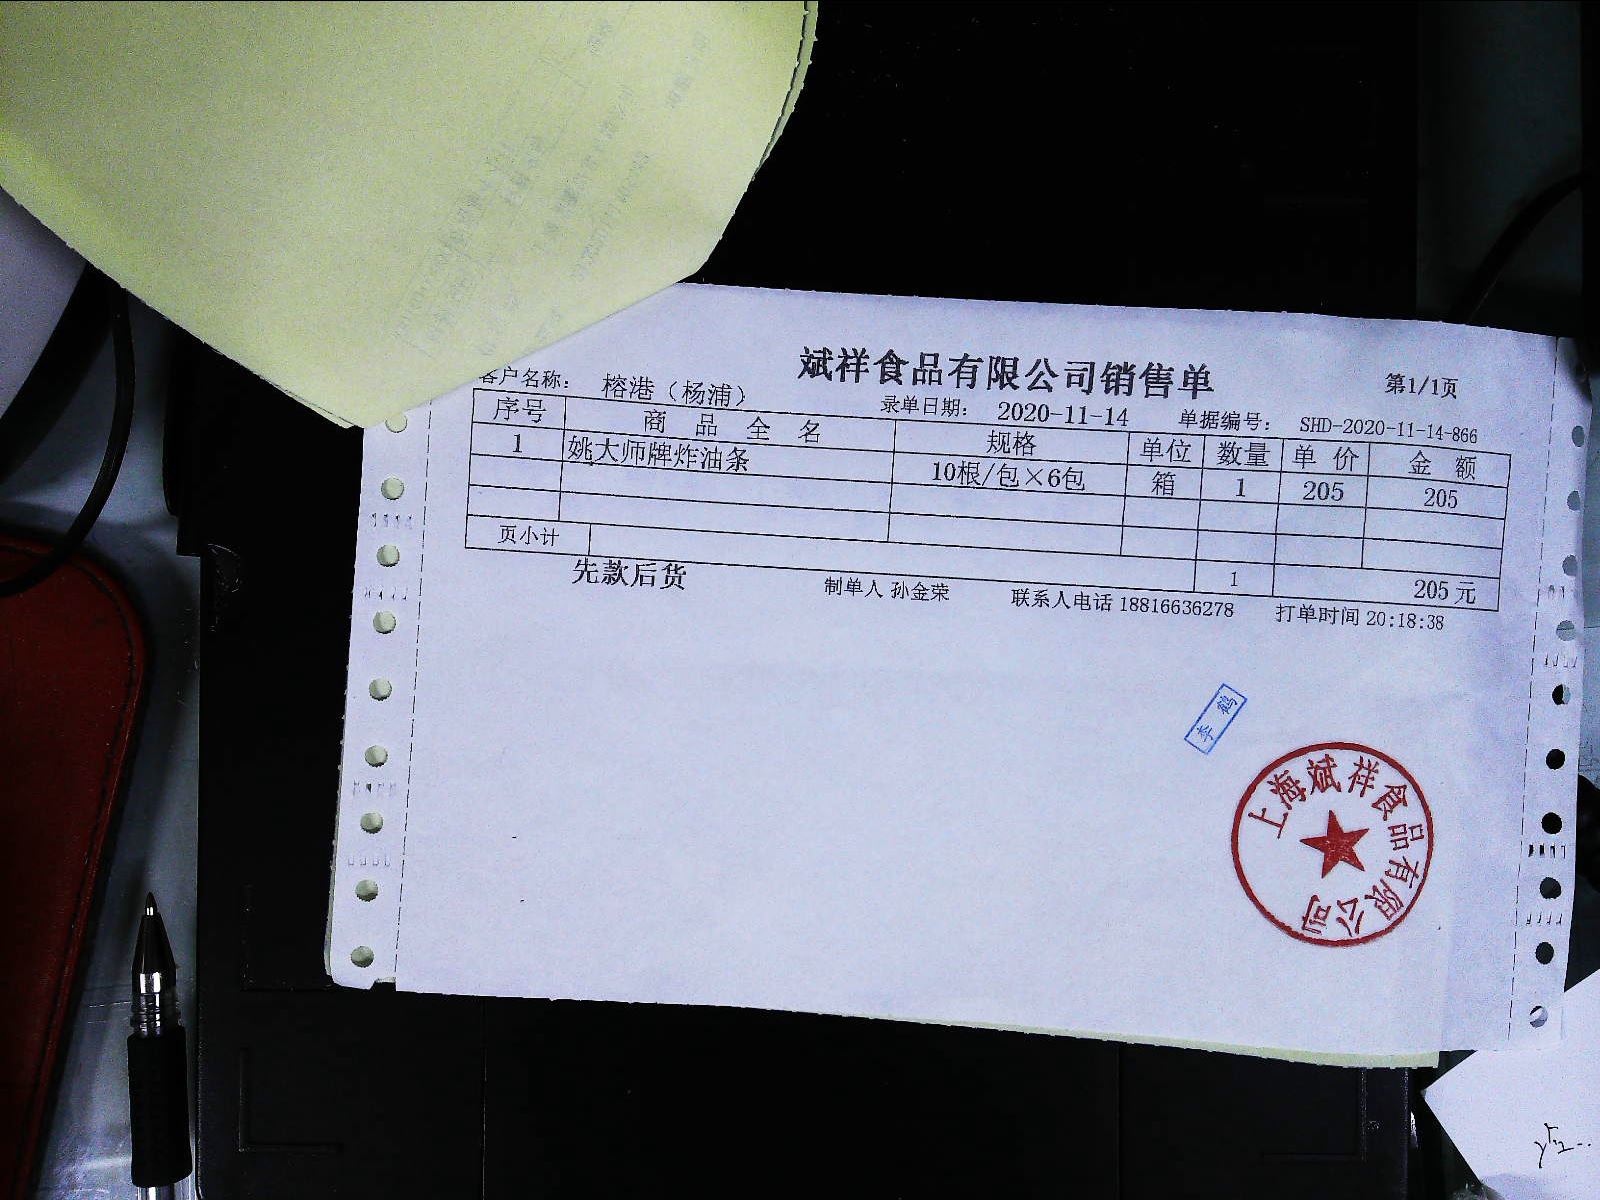 斌祥食品有限公司销售单
第1/1页
客户名称： 榕港（杨浦） 录单日期： 2020-11-14 单据编号： SHD-2020-11-14-866
序号 商 品 全 名 规格 单位 数量 单 价 金 额
1 姚大师牌炸油条 10根/包×6包 箱 1 205 205
页小计 1 205元
先款后货 制单人 孙金荣 联系人电话 18816636278 打单时间 20:18:38
李鹤
上海斌祥食品有限公司